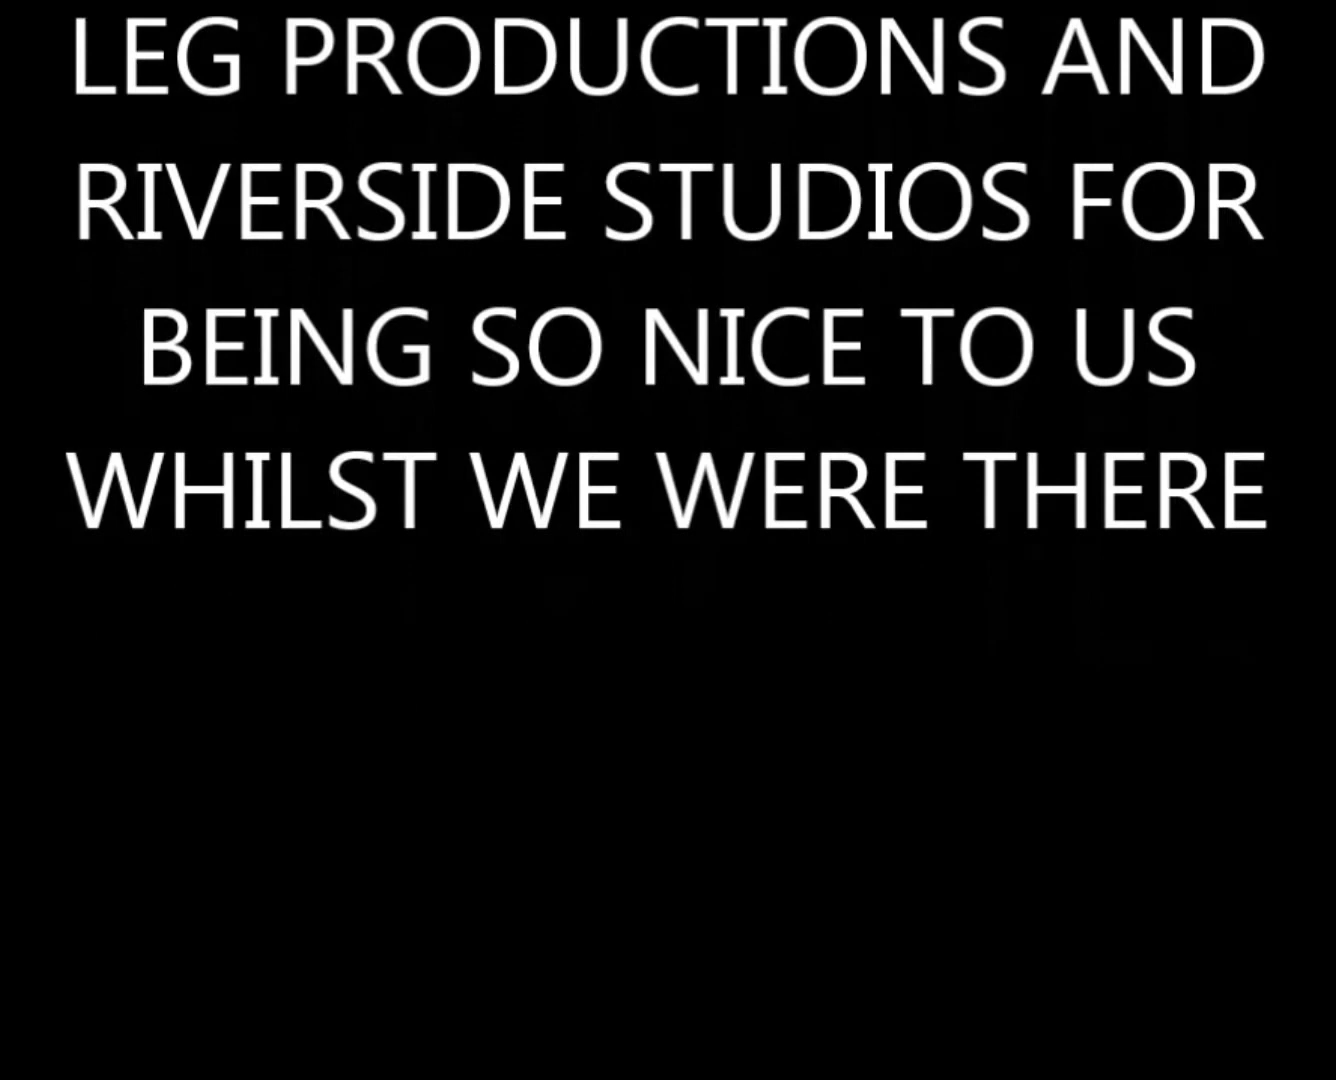 LEG PRODUCTIONS AND
RIVERSIDE STUDIOS FOR
BEING SO NICE TO US
WHILST WE WERE THERE